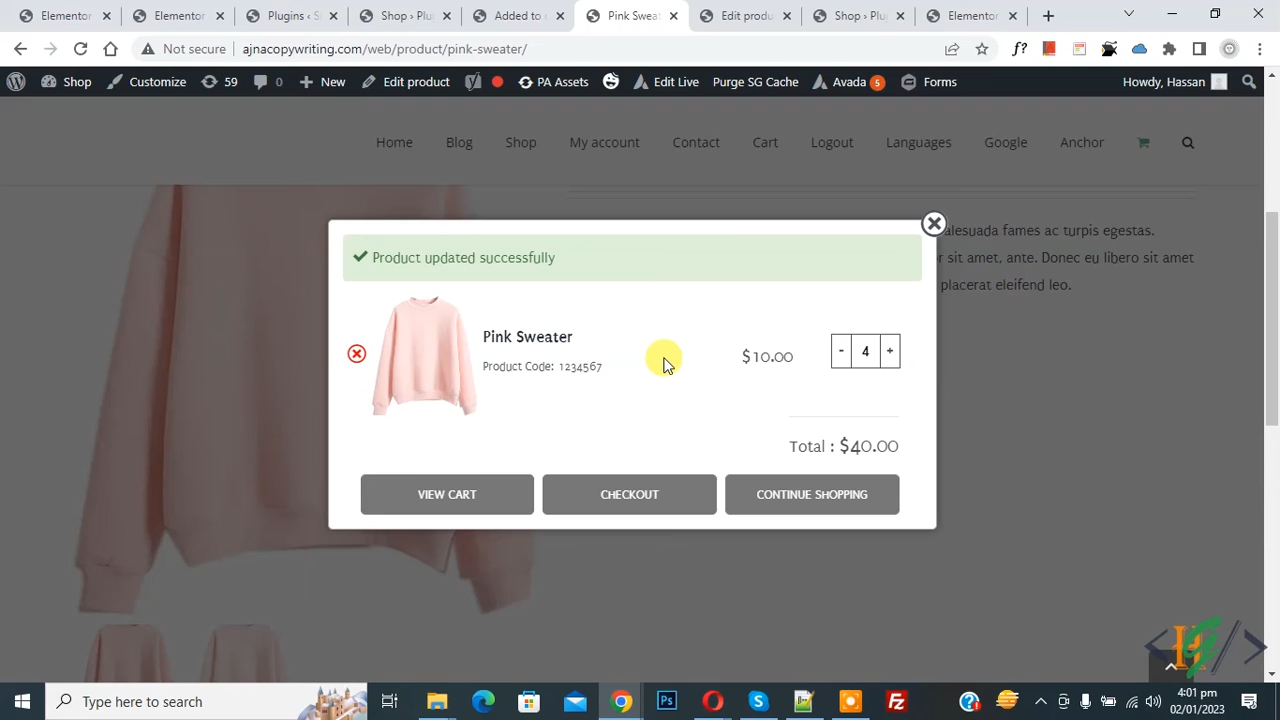 Elementor
Elementor
Plugins ‹ S
Shop › Plu
Added to
Pink Sweat
Edit produ
Shop › Plu
Elementor
Not secure
ajnacopywriting.com/web/product/pink-sweater/
f?
Shop
Customize
59
0
New
Edit product
PA Assets
Edit Live
Purge SG Cache
Avada 5
Forms
Howdy, Hassan
Home
Blog
Shop
My account
Contact
Cart
Logout
Languages
Google
Anchor
alesuada fames ac turpis egestas.
r sit amet, ante. Donec eu libero sit amet
placerat eleifend leo.
Product updated successfully
Pink Sweater
Product Code: 1234567
$10.00
- 4 +
Total : $40.00
VIEW CART
CHECKOUT
CONTINUE SHOPPING
Type here to search
Ps
Fz
4:01 pm
02/01/2023